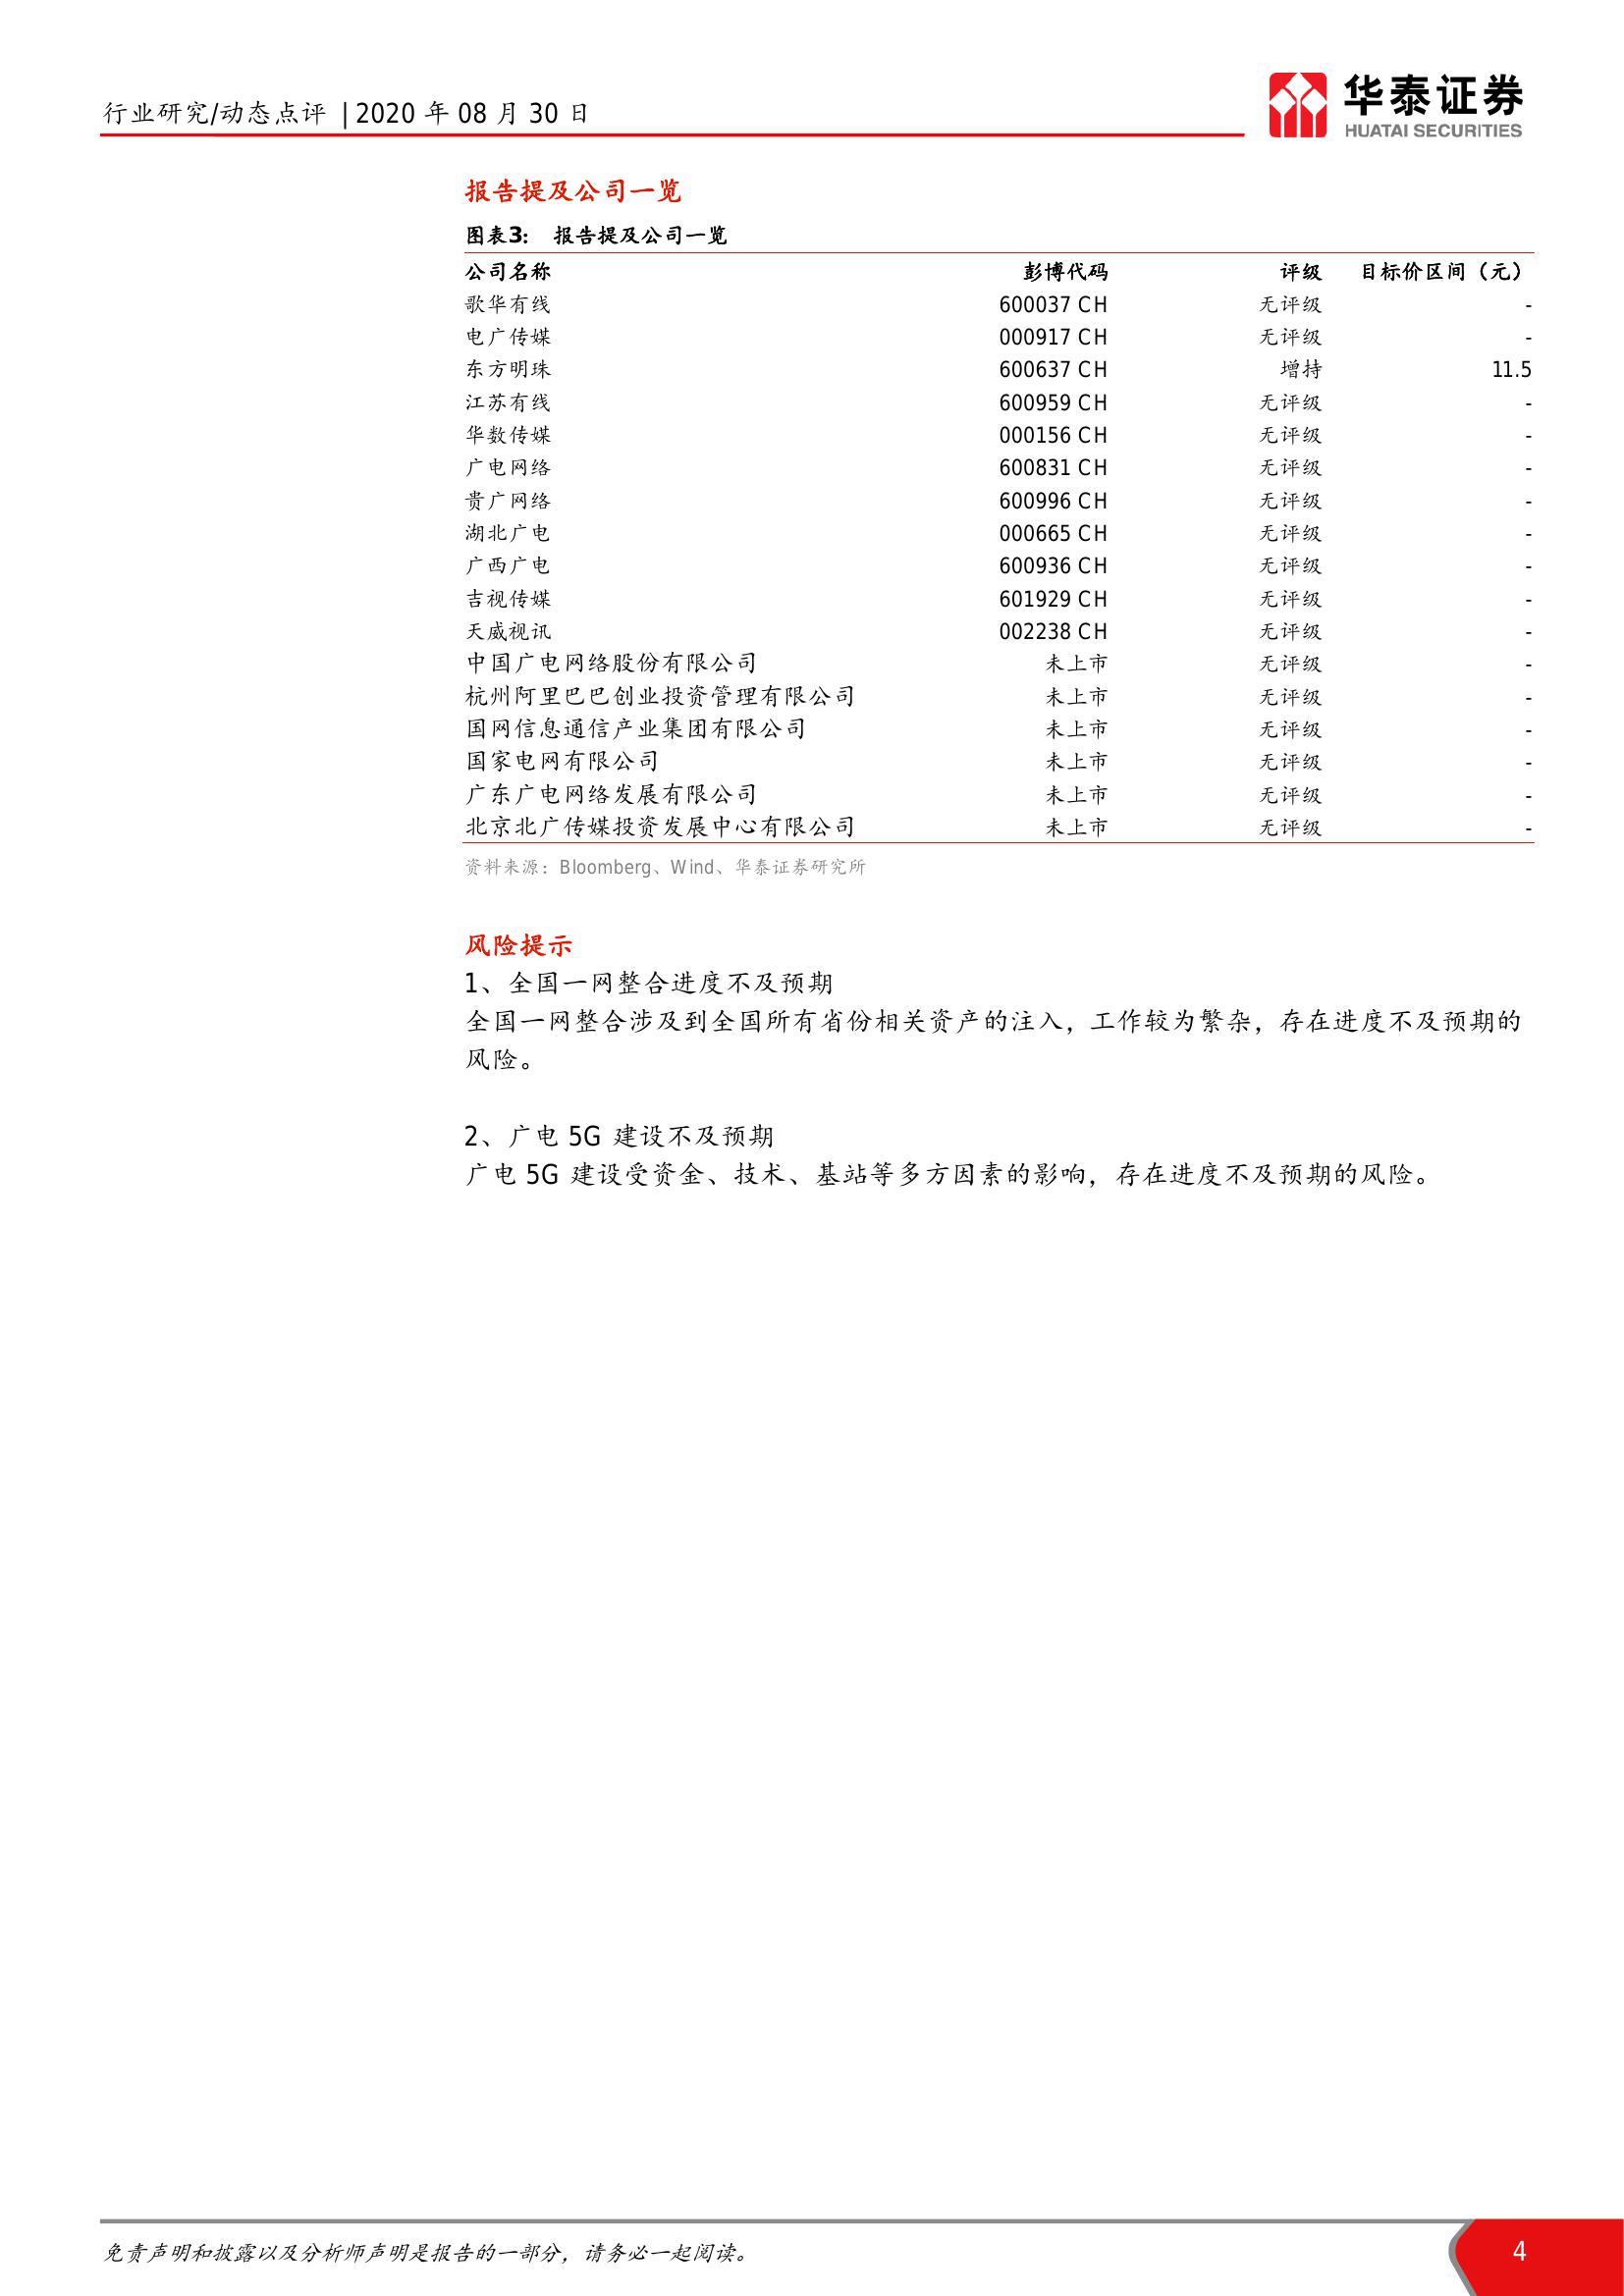 行业研究/动态点评 | 2020 年 08 月 30 日
华泰证券
HUATAI SECURITIES
报告提及公司一览
图表3： 报告提及公司一览
公司名称 彭博代码 评级 目标价区间（元）
歌华有线 600037 CH 无评级 -
电广传媒 000917 CH 无评级 -
东方明珠 600637 CH 增持 11.5
江苏有线 600959 CH 无评级 -
华数传媒 000156 CH 无评级 -
广电网络 600831 CH 无评级 -
贵广网络 600996 CH 无评级 -
湖北广电 000665 CH 无评级 -
广西广电 600936 CH 无评级 -
吉视传媒 601929 CH 无评级 -
天威视讯 002238 CH 无评级 -
中国广电网络股份有限公司 未上市 无评级 -
杭州阿里巴巴创业投资管理有限公司 未上市 无评级 -
国网信息通信产业集团有限公司 未上市 无评级 -
国家电网有限公司 未上市 无评级 -
广东广电网络发展有限公司 未上市 无评级 -
北京北广传媒投资发展中心有限公司 未上市 无评级 -
资料来源：Bloomberg、Wind、华泰证券研究所
风险提示
1、全国一网整合进度不及预期
全国一网整合涉及到全国所有省份相关资产的注入，工作较为繁杂，存在进度不及预期的
风险。
2、广电 5G 建设不及预期
广电 5G 建设受资金、技术、基站等多方因素的影响，存在进度不及预期的风险。
免责声明和披露以及分析师声明是报告的一部分，请务必一起阅读。
4